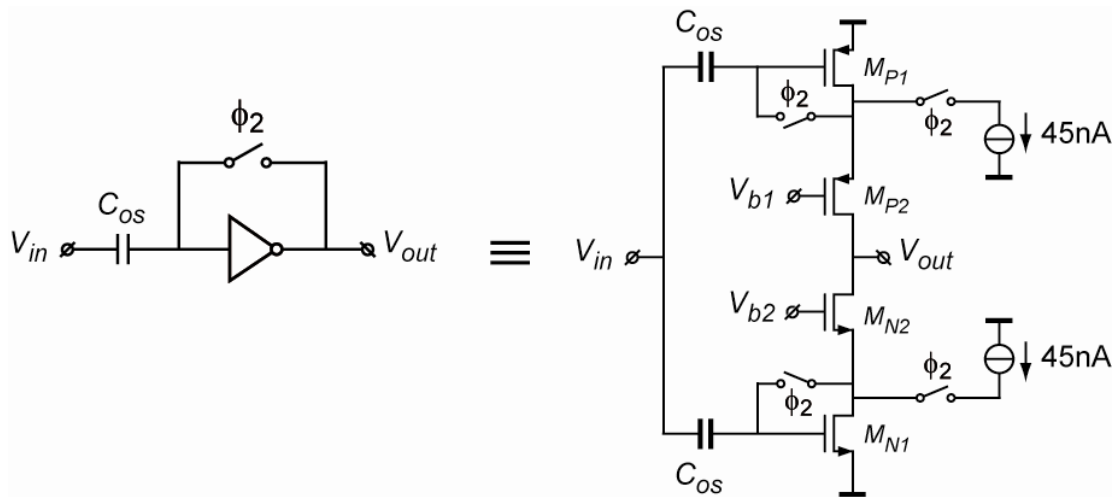 ϕ2
Cos
Vin
Vout
≡
Cos
MP1
ϕ2
ϕ2
45nA
Vb1
MP2
Vin
Vout
Vb2
MN2
45nA
ϕ2
ϕ2
MN1
Cos